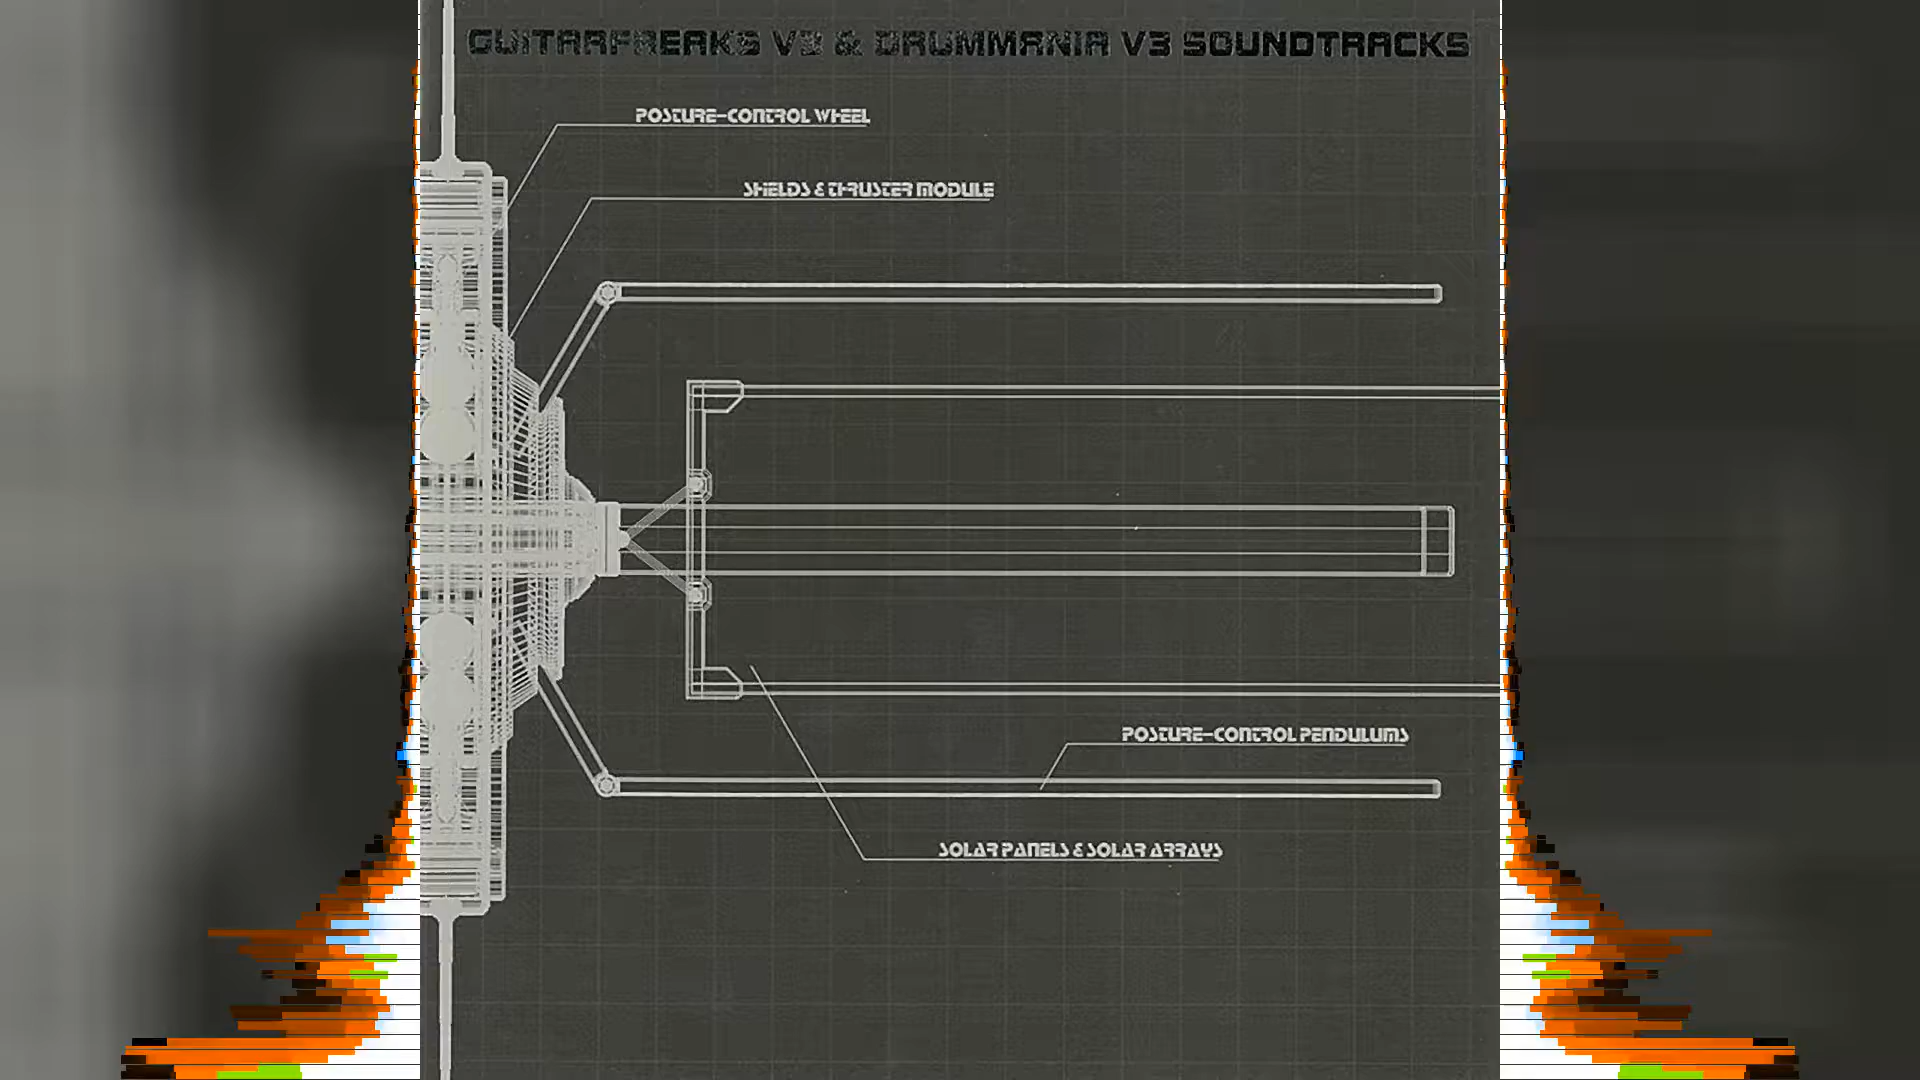 GUITARFREAKS V3 & DRUMMANIA V3 SOUNDTRACKS
POSTURE-CONTROL WHEEL
SHIELDS & THRUSTER MODULE
POSTURE-CONTROL PENDULUMS
SOLAR PANELS & SOLAR ARRAYS